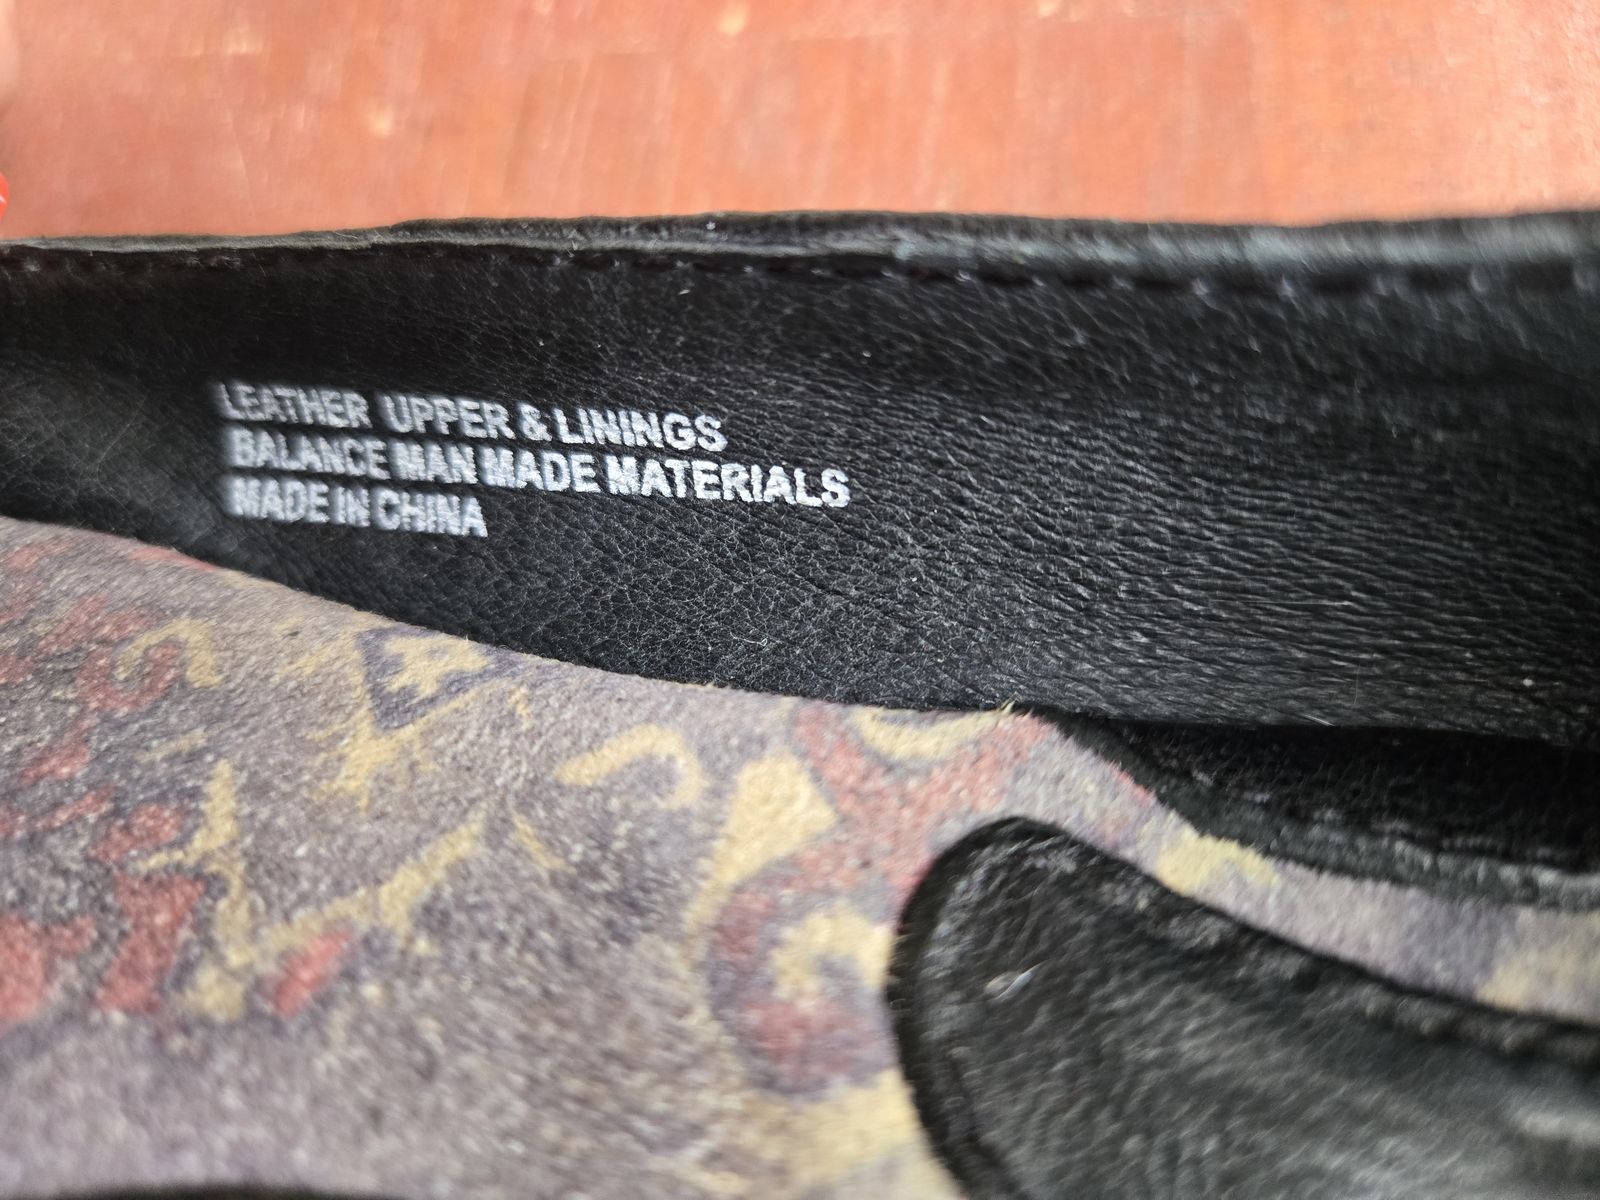 LEATHER UPPER & LININGS
BALANCE MAN MADE MATERIALS
MADE IN CHINA